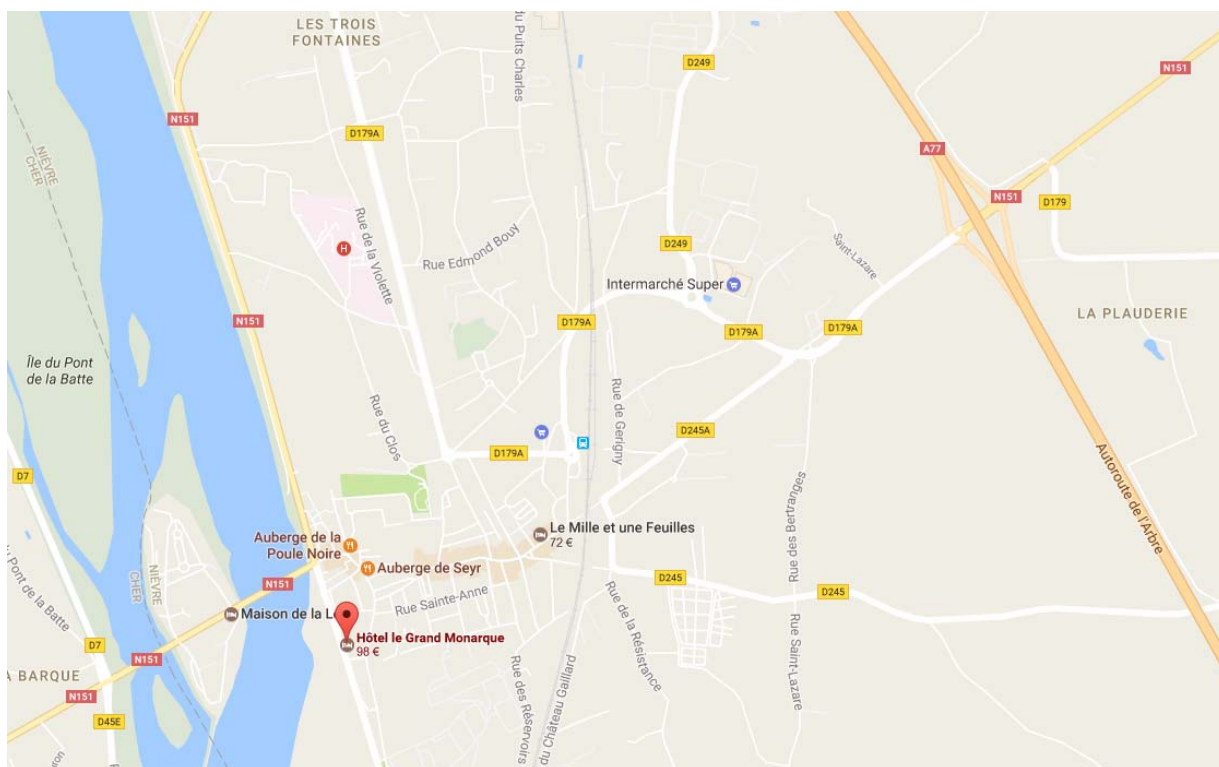 LES TROIS
FONTAINES
du Puits Charles
D249
N151
N151
D179A
A77
NIÈVRE
CHER
N151
D179
H
Rue de la Violette
Rue Edmond Bouy
D249
Saint-Lazare
Intermarché Super
N151
D179A
D179A
D179A
LA PLAUDERIE
Île du Pont
de la Batte
Rue du Clos
Rue de Gerigny
D245A
D179A
D7
Autoroute de l'Arbre
Rue des Bertranges
Le Mille et une Feuilles
72 €
Auberge de la
Poule Noire
Auberge de Seyr
NIÈVRE
CHER
N151
D245
D245
du Pont de la Batte
Rue Sainte-Anne
Maison de la L
Rue de la Résistance
Rue Saint-Lazare
Hôtel le Grand Monarque
98 €
D7
N151
A BARQUE
N151
D45E
Rue des Réservoirs
du Château Gaillard